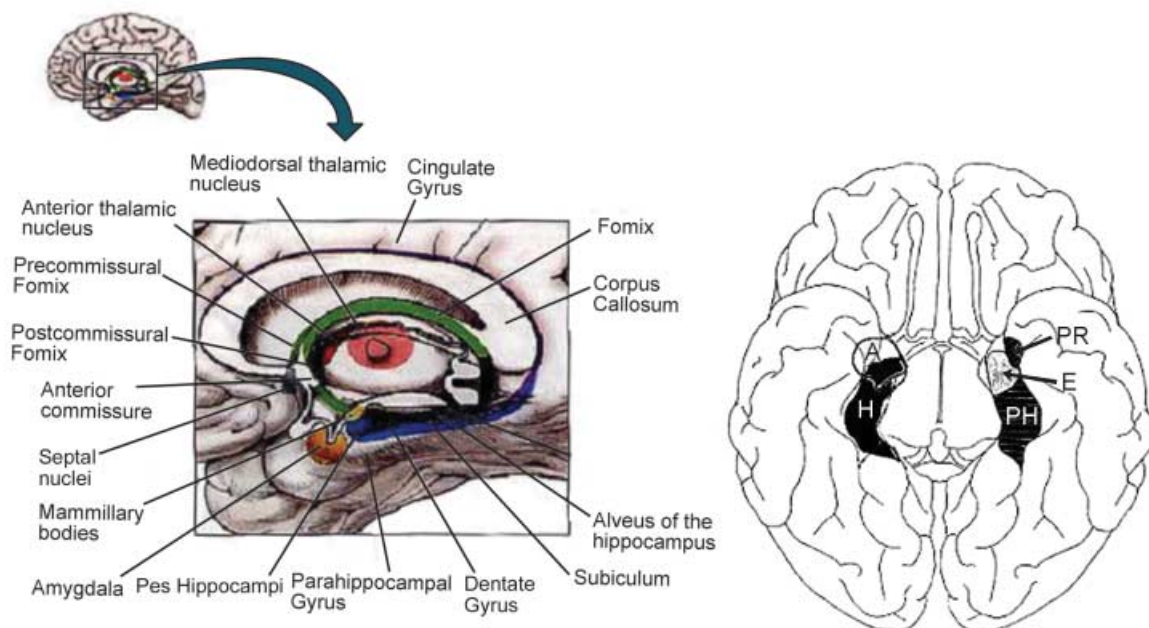 Mediodorsal thalamic
nucleus
Cingulate
Gyrus
Anterior thalamic
nucleus
Fomix
Precommissural
Fomix
Corpus
Callosum
Postcommissural
Fomix
Anterior
commissure
Septal
nuclei
Mammillary
bodies
Alveus of the
hippocampus
Amygdala
Pes Hippocampi
Parahippocampal
Gyrus
Dentate
Gyrus
Subiculum
A
PR
E
H
PH